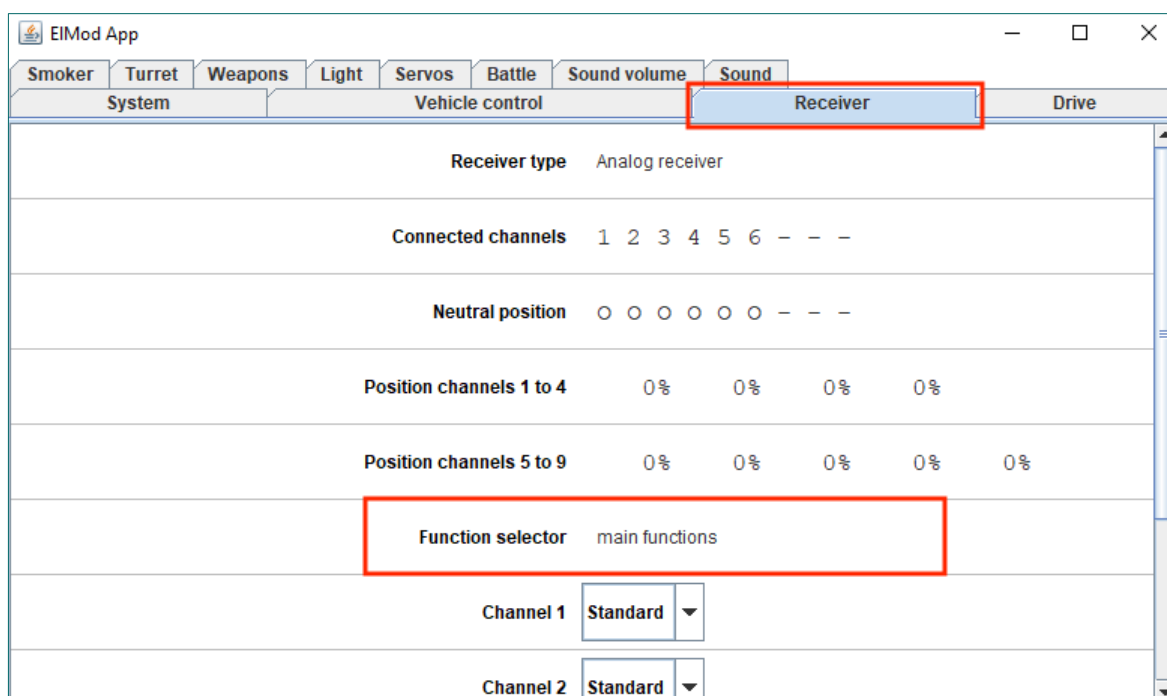 ElMod App
Smoker Turret Weapons Light Servos Battle Sound volume Sound
System Vehicle control Receiver Drive
Receiver type Analog receiver
Connected channels 1 2 3 4 5 6 - - -
Neutral position O O O O O O - - -
Position channels 1 to 4 0% 0% 0% 0%
Position channels 5 to 9 0% 0% 0% 0% 0%
Function selector main functions
Channel 1 Standard
Channel 2 Standard